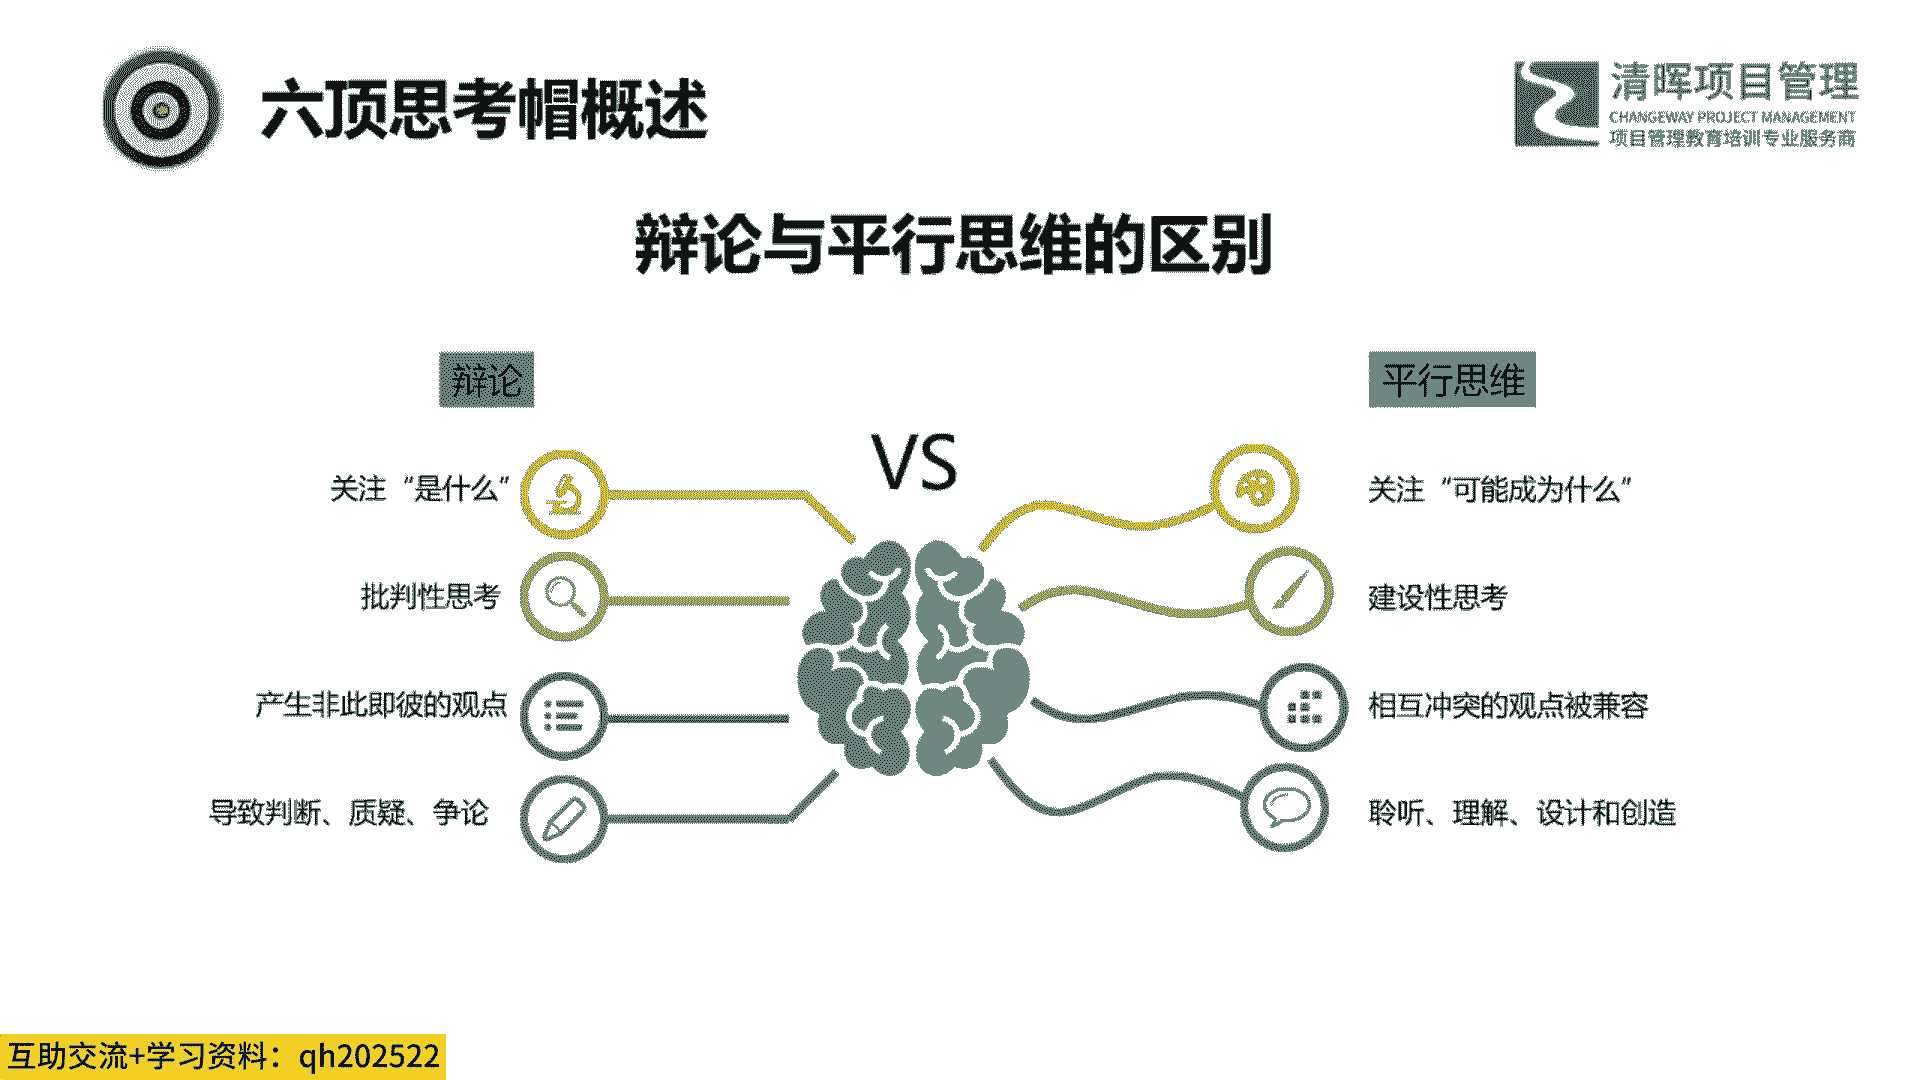 六顶思考帽概述
清晖项目管理
CHANGEWAY PROJECT MANAGEMENT
项目管理教育培训专业服务商
辩论与平行思维的区别
辩论
平行思维
VS
关注“是什么”
关注“可能成为什么”
批判性思考
建设性思考
产生非此即彼的观点
相互冲突的观点被兼容
导致判断、质疑、争论
聆听、理解、设计和创造
互助交流+学习资料：qh202522